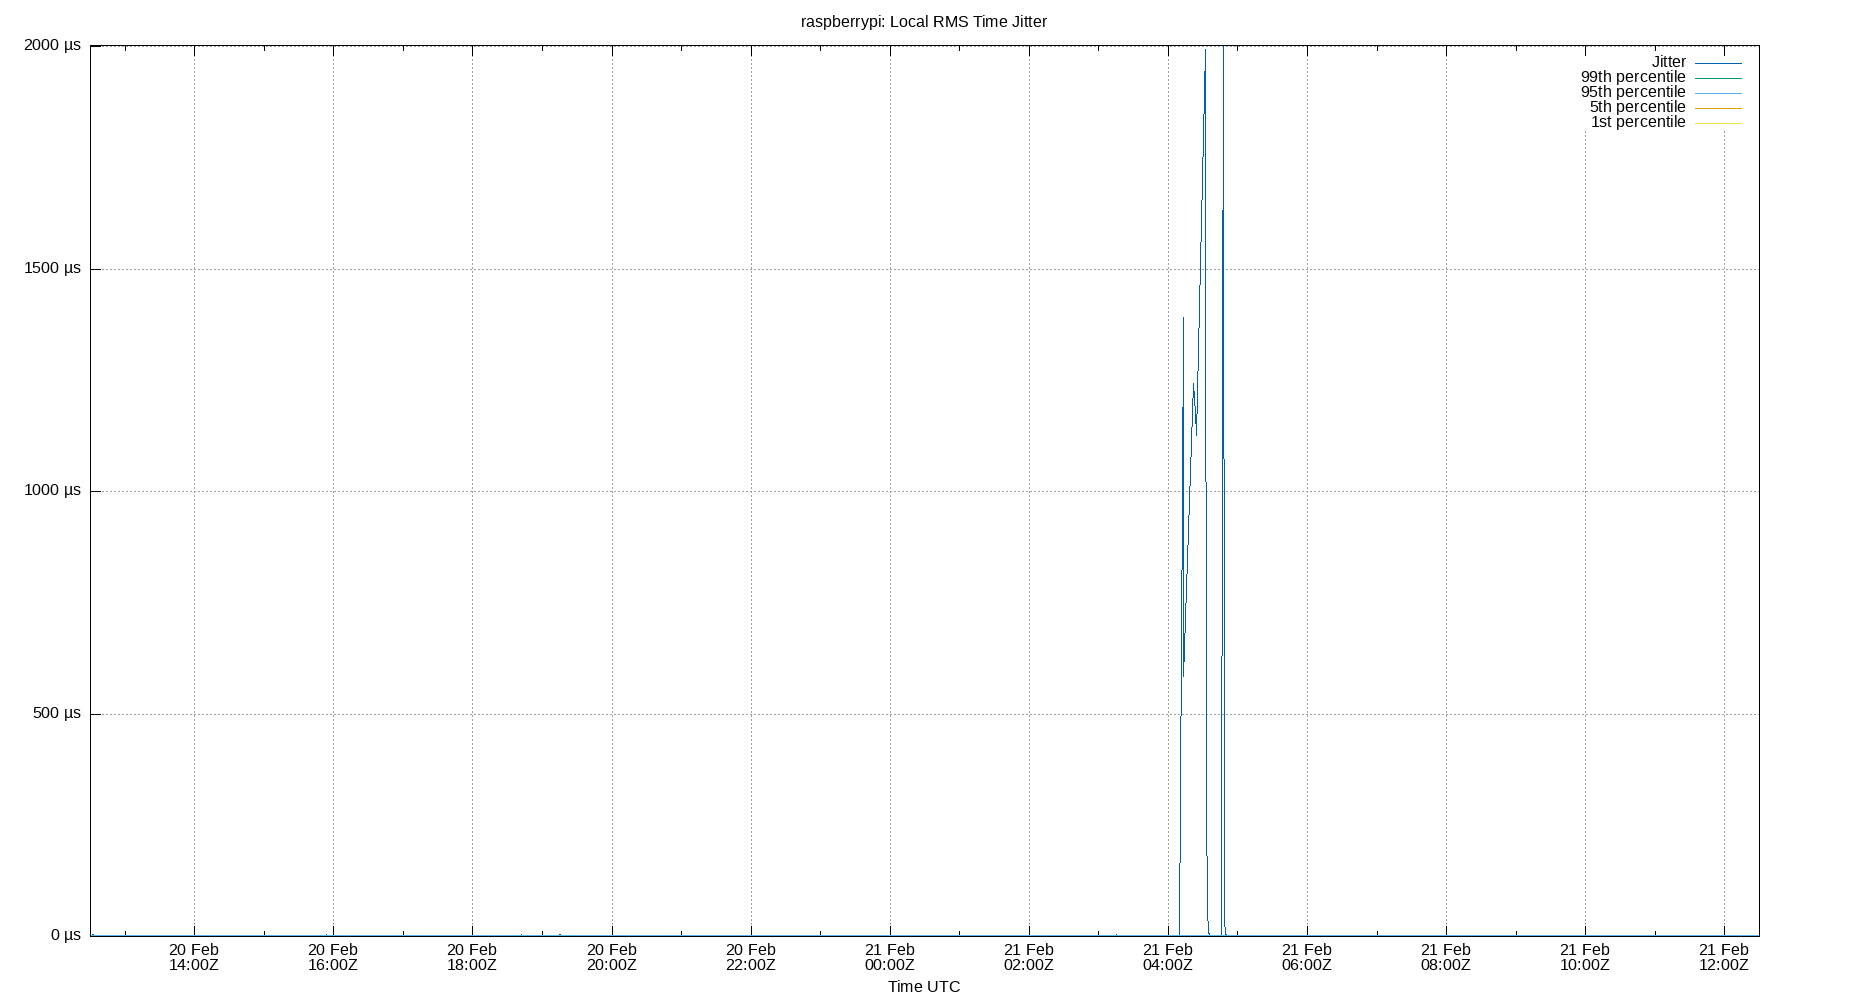 raspberrypi: Local RMS Time Jitter
2000 µs
1500 µs
1000 µs
500 µs
0 µs
Jitter
99th percentile
95th percentile
5th percentile
1st percentile
20 Feb 20 Feb 20 Feb 20 Feb 20 Feb 21 Feb 21 Feb 21 Feb 21 Feb 21 Feb 21 Feb 21 Feb
14:00Z 16:00Z 18:00Z 20:00Z 22:00Z 00:00Z 02:00Z 04:00Z 06:00Z 08:00Z 10:00Z 12:00Z
Time UTC